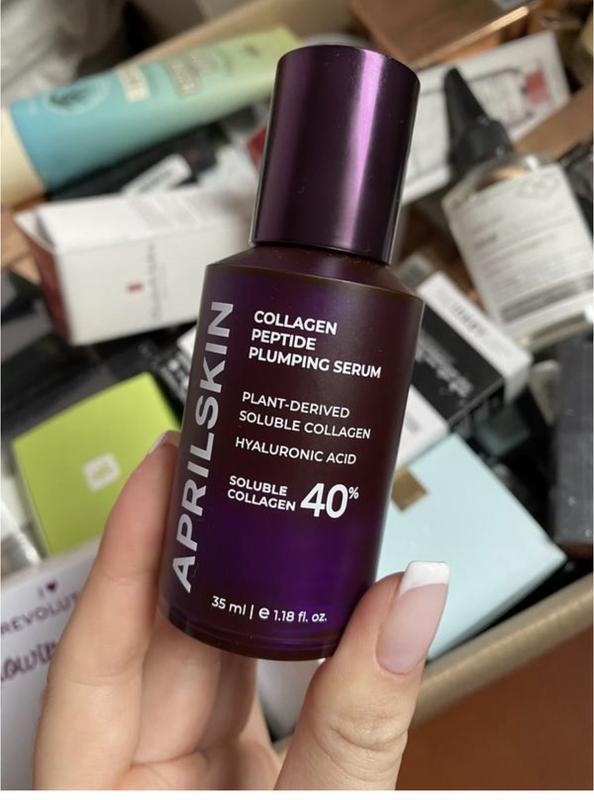 APRILSKIN
COLLAGEN
PEPTIDE
PLUMPING SERUM
PLANT-DERIVED
SOLUBLE COLLAGEN
HYALURONIC ACID
SOLUBLE
COLLAGEN 40%
35 ml | e 1.18 fl. oz.
I ♥